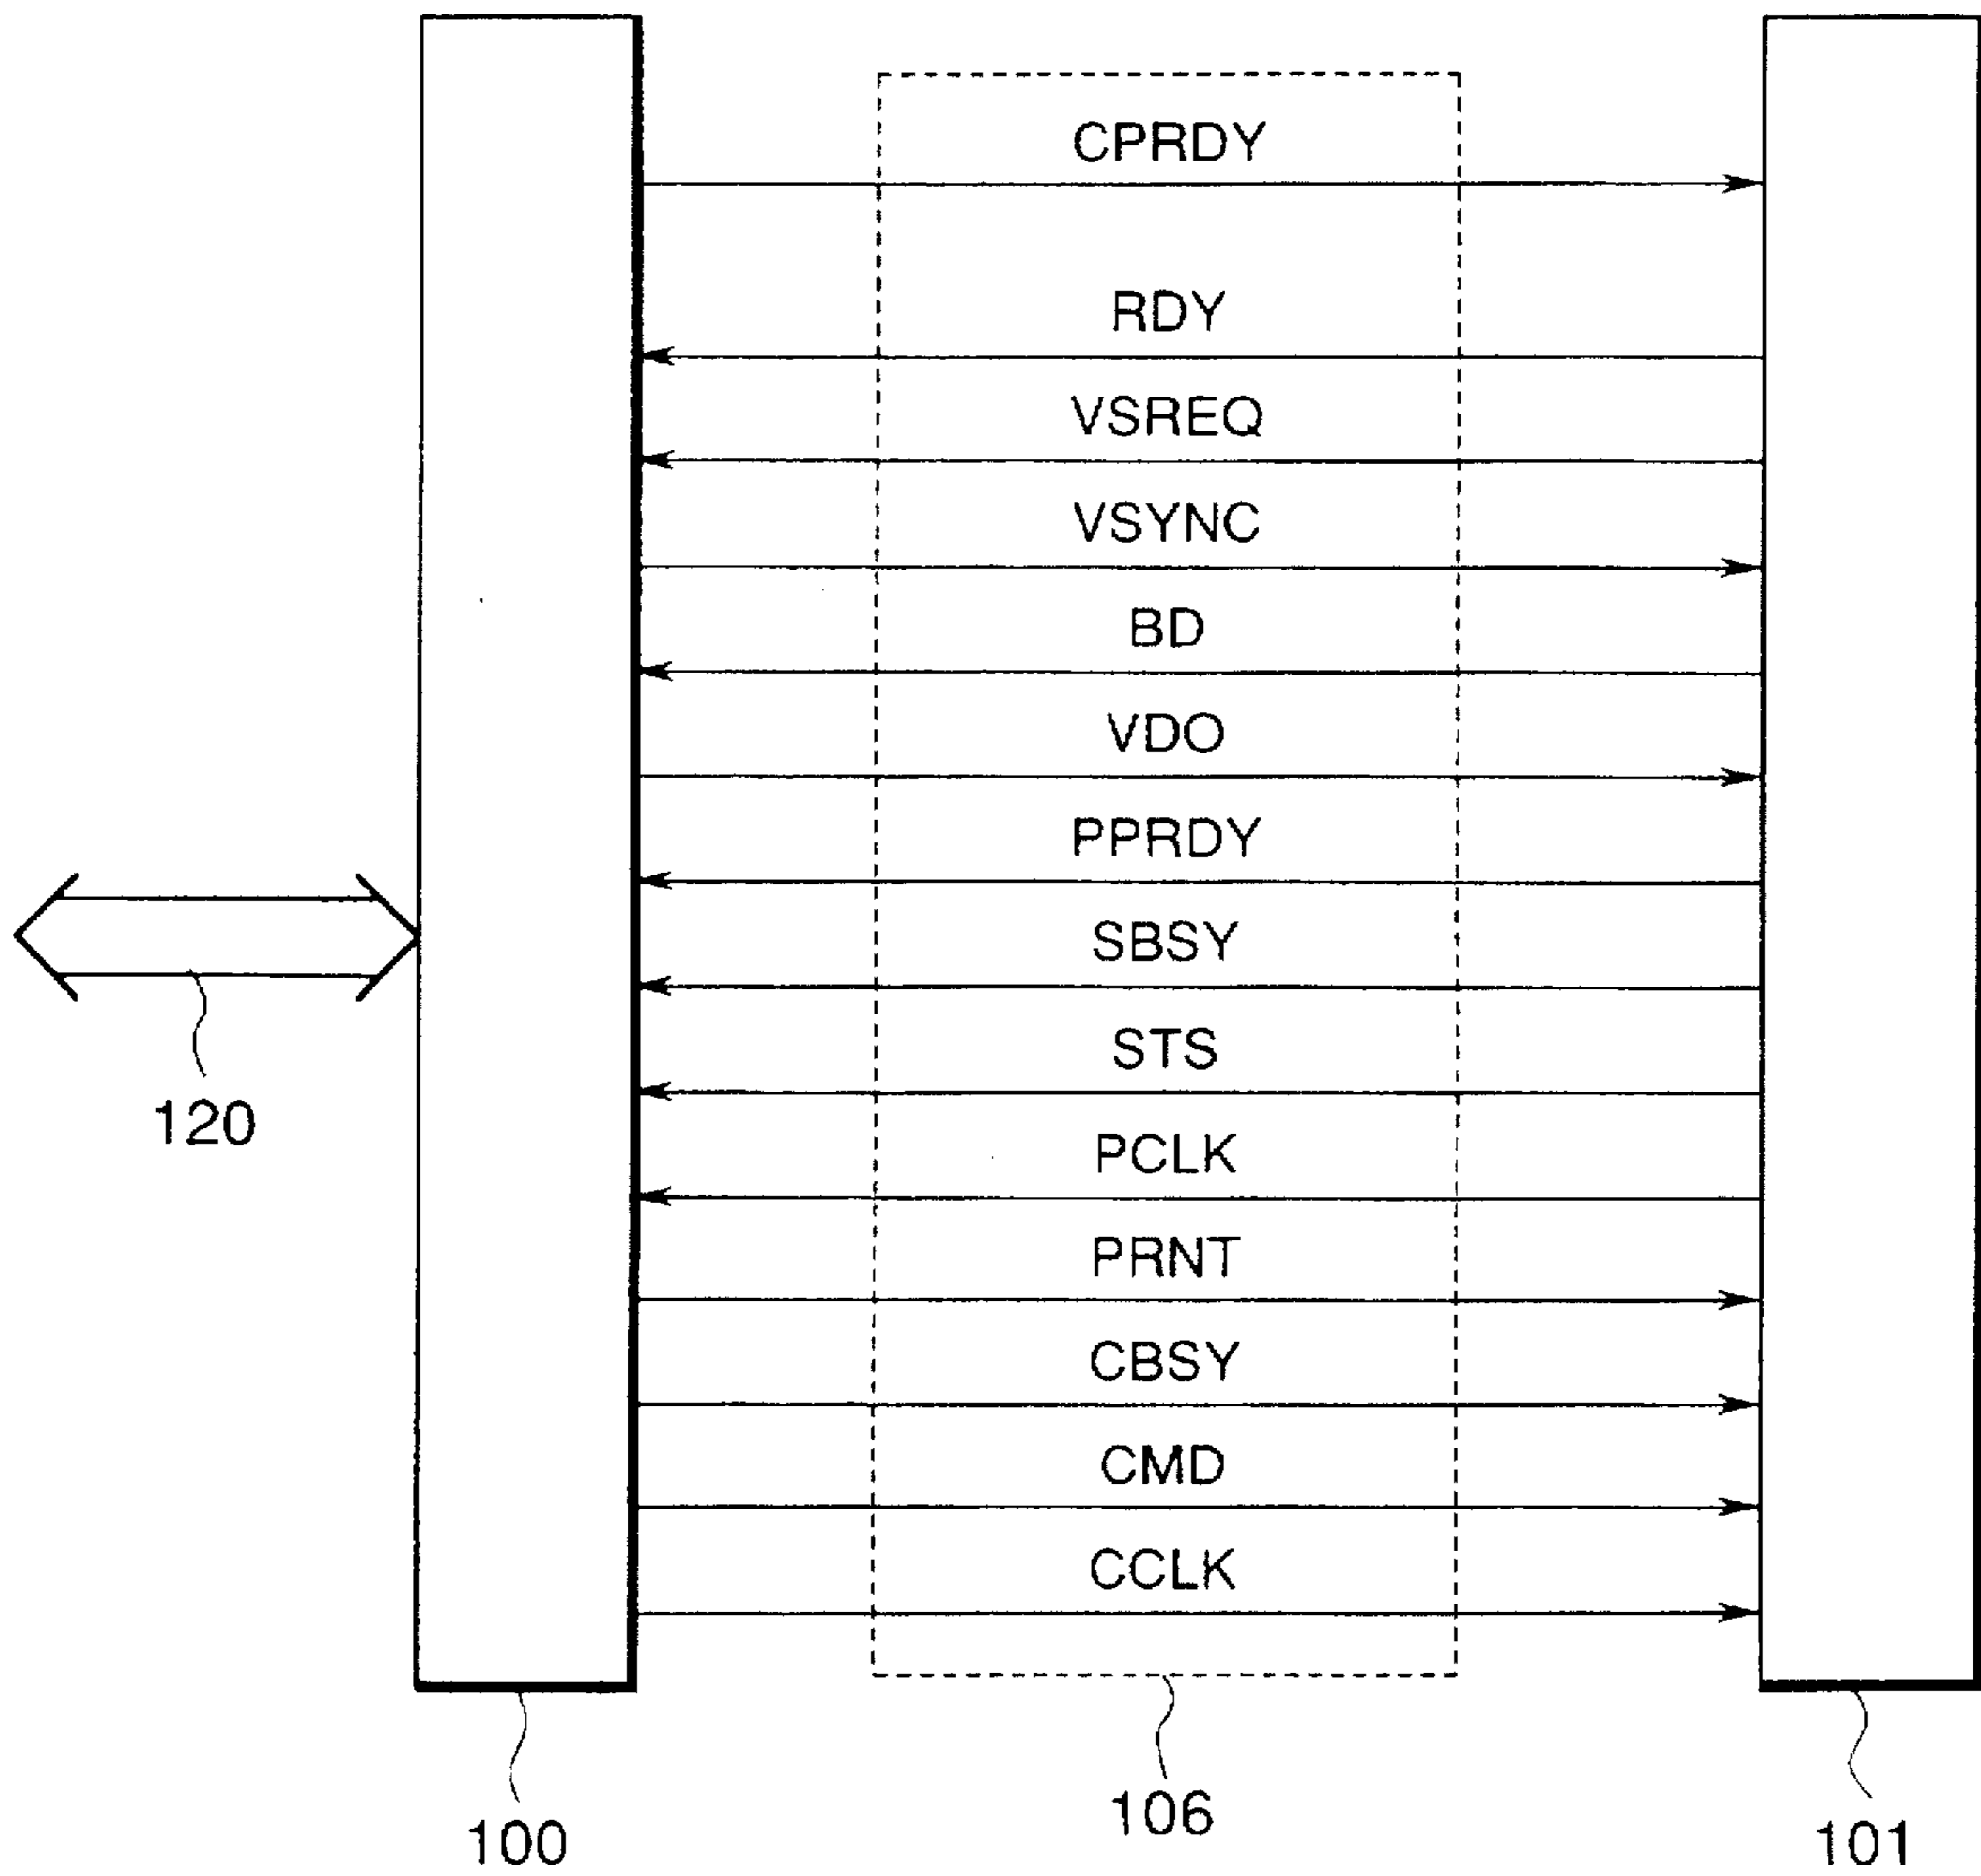 CPRDY
RDY
VSREQ
VSYNC
BD
VDO
PPRDY
SBSY
STS
120
PCLK
PRNT
CBSY
CMD
CCLK
100
106
101